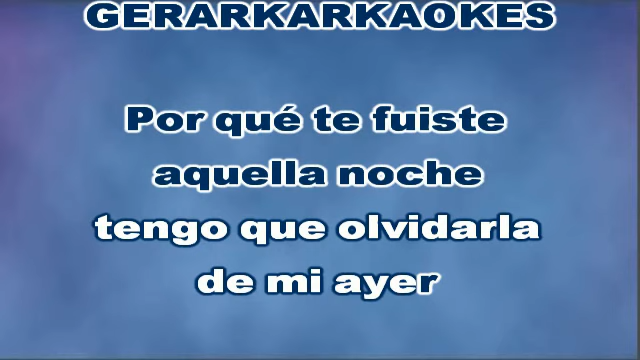 GERARKARKAOKES
Por qué te fuiste
aquella noche
tengo que olvidarla
de mi ayer